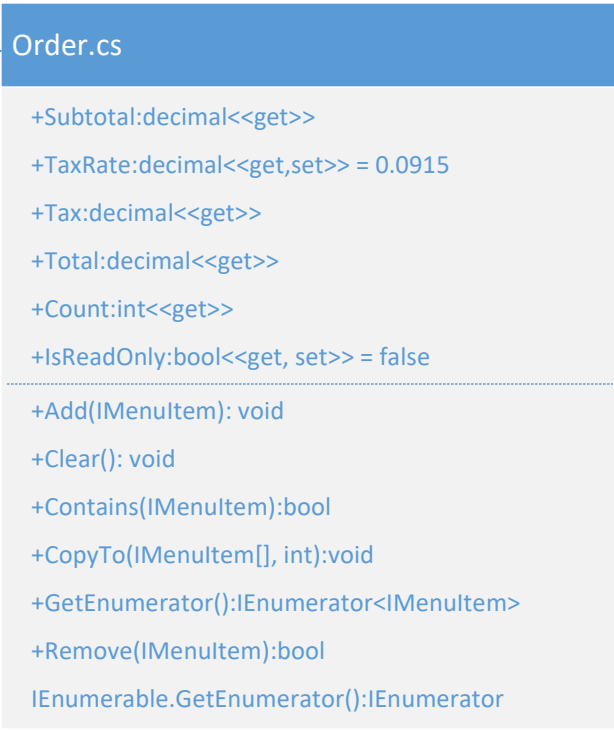 Order.cs
+Subtotal:decimal<<get>>
+TaxRate:decimal<<get,set>> = 0.0915
+Tax:decimal<<get>>
+Total:decimal<<get>>
+Count:int<<get>>
+IsReadOnly:bool<<get, set>> = false
+Add(IMenuItem): void
+Clear(): void
+Contains(IMenuItem):bool
+CopyTo(IMenuItem[], int):void
+GetEnumerator():IEnumerator<IMenuItem>
+Remove(IMenuItem):bool
IEnumerable.GetEnumerator():IEnumerator